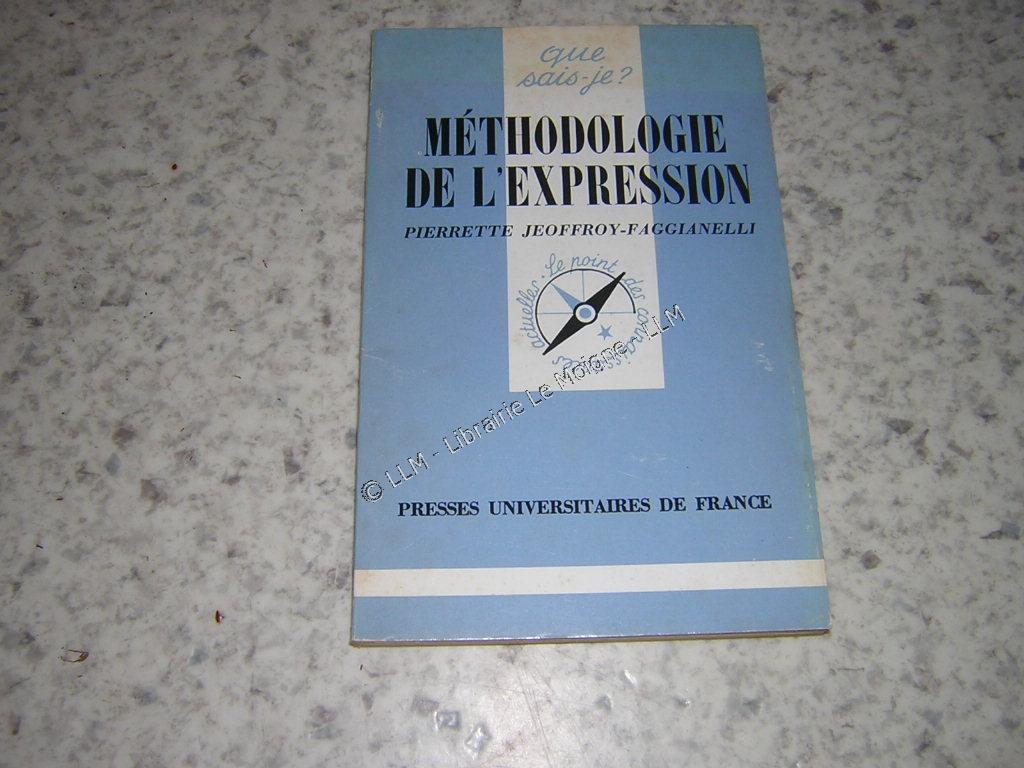 que
sais-je?
MÉTHODOLOGIE
DE L'EXPRESSION
PIERRETTE JEOFFROY-FAGGIANELLI
Le point des connaissances actuelles
© LLM - Librairie Le Moigne - LLM
PRESSES UNIVERSITAIRES DE FRANCE